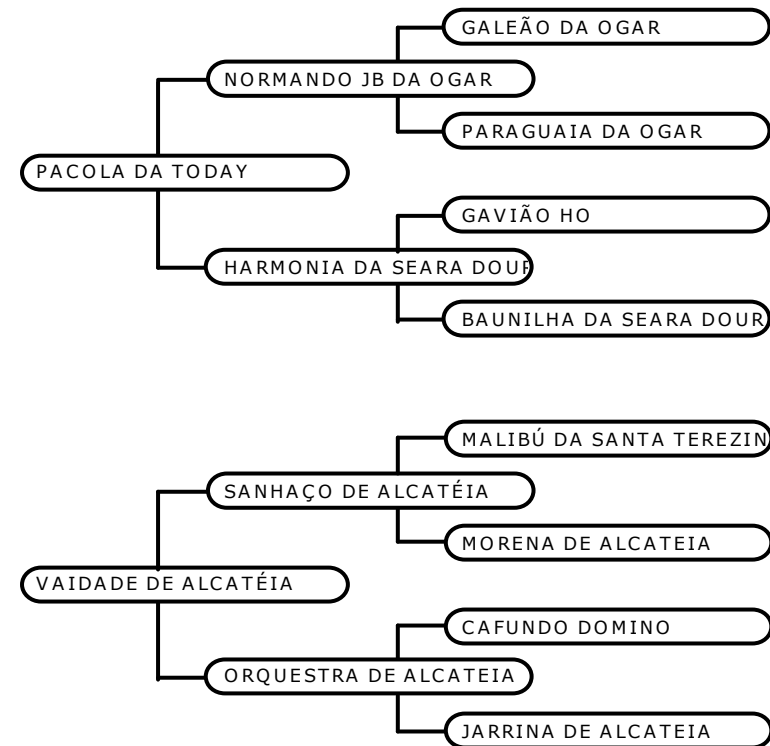 GALEÃO DA OGAR
NORMANDO JB DA OGAR
PARAGUAIA DA OGAR
PACOLA DA TODAY
GAVIÃO HO
HARMONIA DA SEARA DOUR
BAUNILHA DA SEARA DOUR
MALIBÚ DA SANTA TEREZIN
SANHAÇO DE ALCATÉIA
MORENA DE ALCATEIA
VAIDADE DE ALCATÉIA
CAFUNDO DOMINO
ORQUESTRA DE ALCATEIA
JARRINA DE ALCATEIA